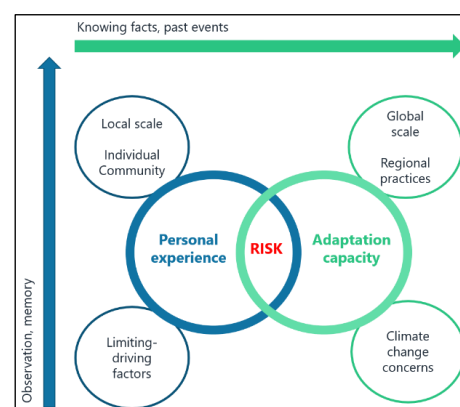 Knowing facts, past events
Local scale
Individual
Community
Global
scale
Regional
practices
Personal
experience
RISK
Adaptation
capacity
Limiting-
driving
factors
Climate
change
concerns
Observation, memory